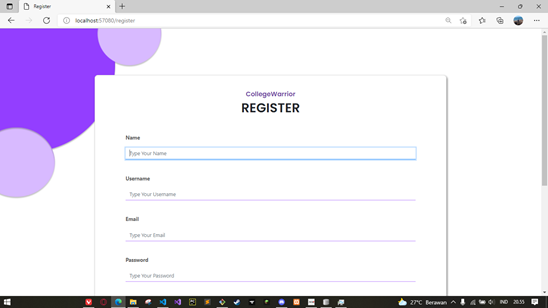 Register
localhost:57080/register
CollegeWarrior
REGISTER
Name
Type Your Name
Username
Type Your Username
Email
Type Your Email
Password
Type Your Password
27°C Berawan
IND
20.55